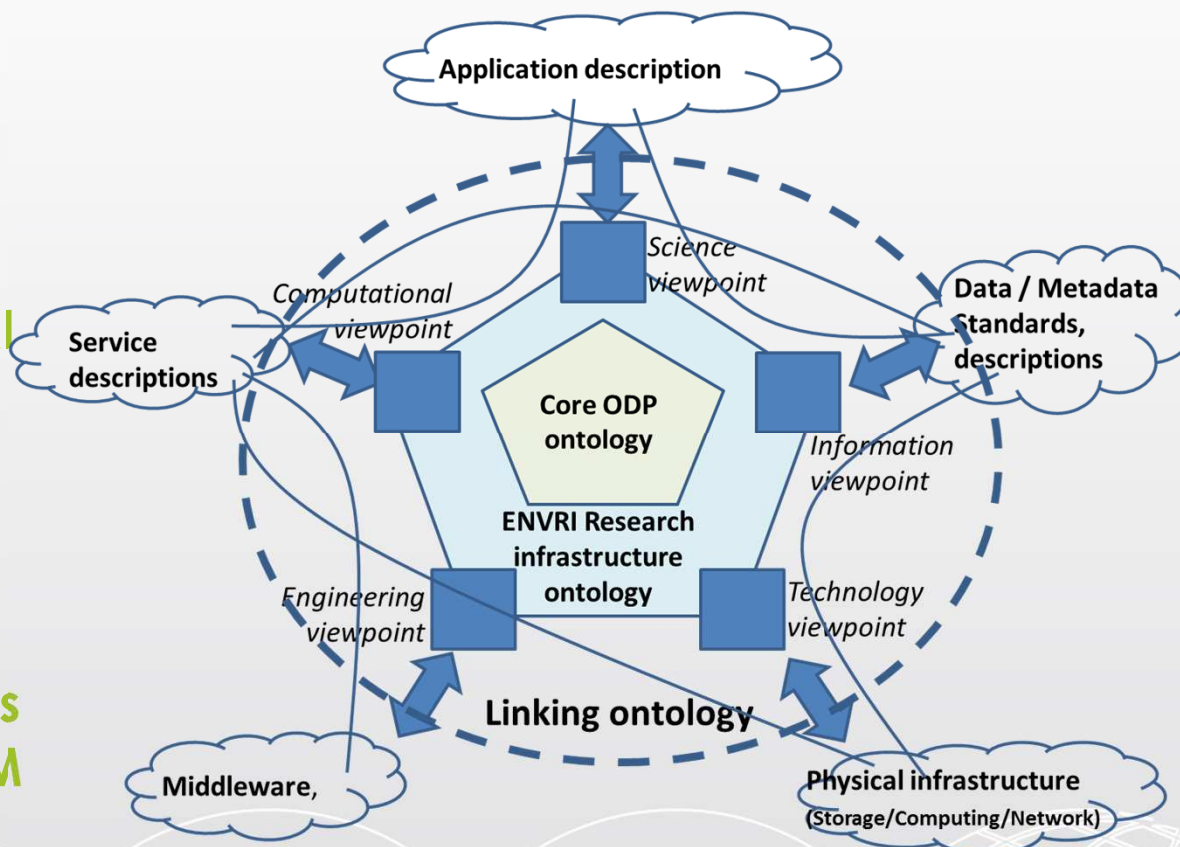 Application description
Science
viewpoint
Computational
viewpoint
Data / Metadata
Standards,
descriptions
Service
descriptions
Core ODP
ontology
Information
viewpoint
ENVRI Research
infrastructure
ontology
Engineering
viewpoint
Technology
viewpoint
Linking ontology
Middleware,
Physical infrastructure
(Storage/Computing/Network)